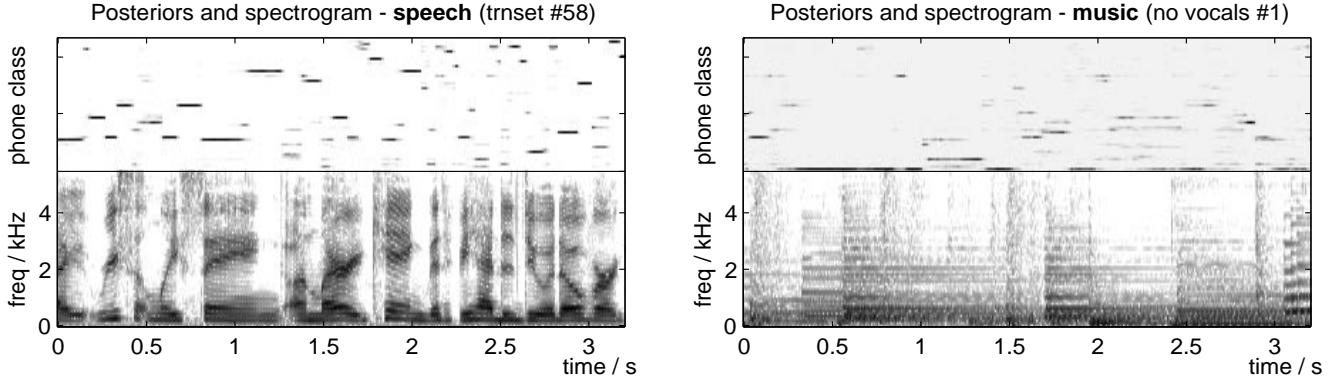 Posteriors and spectrogram - speech (trnset #58)
phone class
freq / kHz
4
2
0
0 0.5 1 1.5 2 2.5 3
time / s
Posteriors and spectrogram - music (no vocals #1)
phone class
freq / kHz
4
2
0
0 0.5 1 1.5 2 2.5 3
time / s